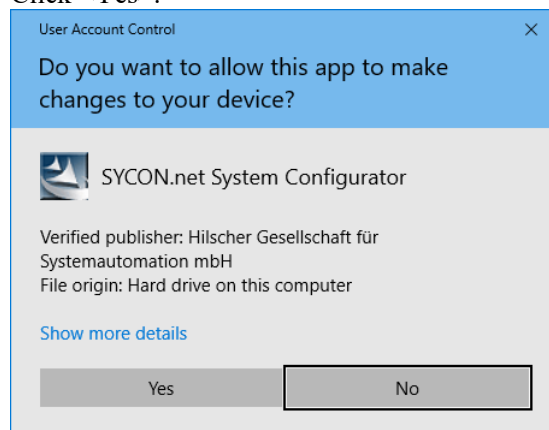 User Account Control
Do you want to allow this app to make
changes to your device?
SYCON.net System Configurator
Verified publisher: Hilscher Gesellschaft für
Systemautomation mbH
File origin: Hard drive on this computer
Show more details
Yes No